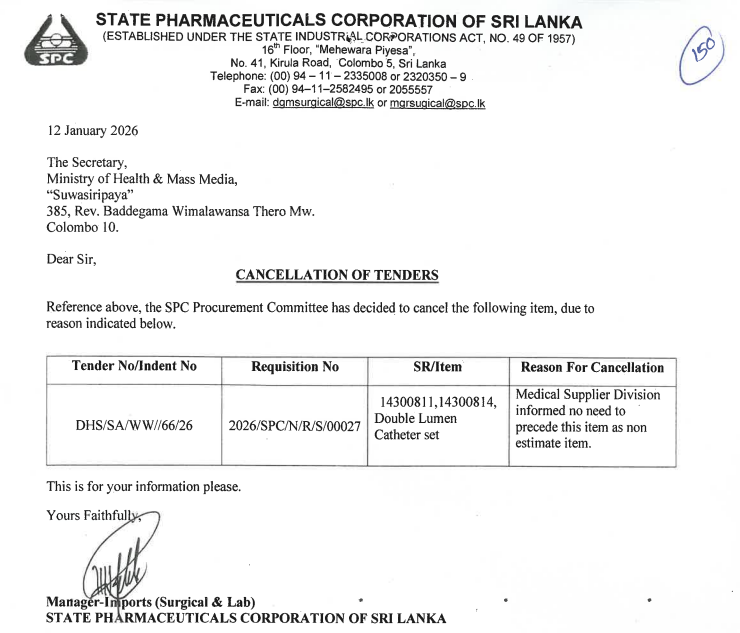 STATE PHARMACEUTICALS CORPORATION OF SRI LANKA
(ESTABLISHED UNDER THE STATE INDUSTRIAL CORPORATIONS ACT, NO. 49 OF 1957)
16th Floor, “Mehewara Piyesa”,
No. 41, Kirula Road, Colombo 5, Sri Lanka
Telephone: (00) 94 – 11 – 2335008 or 2320350 – 9
Fax: (00) 94–11–2582495 or 2055557
E-mail: dgmsurgical@spc.lk or mgrsugical@spc.lk
SPC
150
12 January 2026
The Secretary,
Ministry of Health & Mass Media,
“Suwasiripaya”
385, Rev. Baddegama Wimalawansa Thero Mw.
Colombo 10.
Dear Sir,
CANCELLATION OF TENDERS
Reference above, the SPC Procurement Committee has decided to cancel the following item, due to
reason indicated below.
Tender No/Indent No Requisition No SR/Item Reason For Cancellation
DHS/SA/WW//66/26
2026/SPC/N/R/S/00027
14300811,14300814,
Double Lumen
Catheter set
Medical Supplier Division
informed no need to
precede this item as non
estimate item.
This is for your information please.
Yours Faithfully,
Manager-Imports (Surgical & Lab)
STATE PHARMACEUTICALS CORPORATION OF SRI LANKA